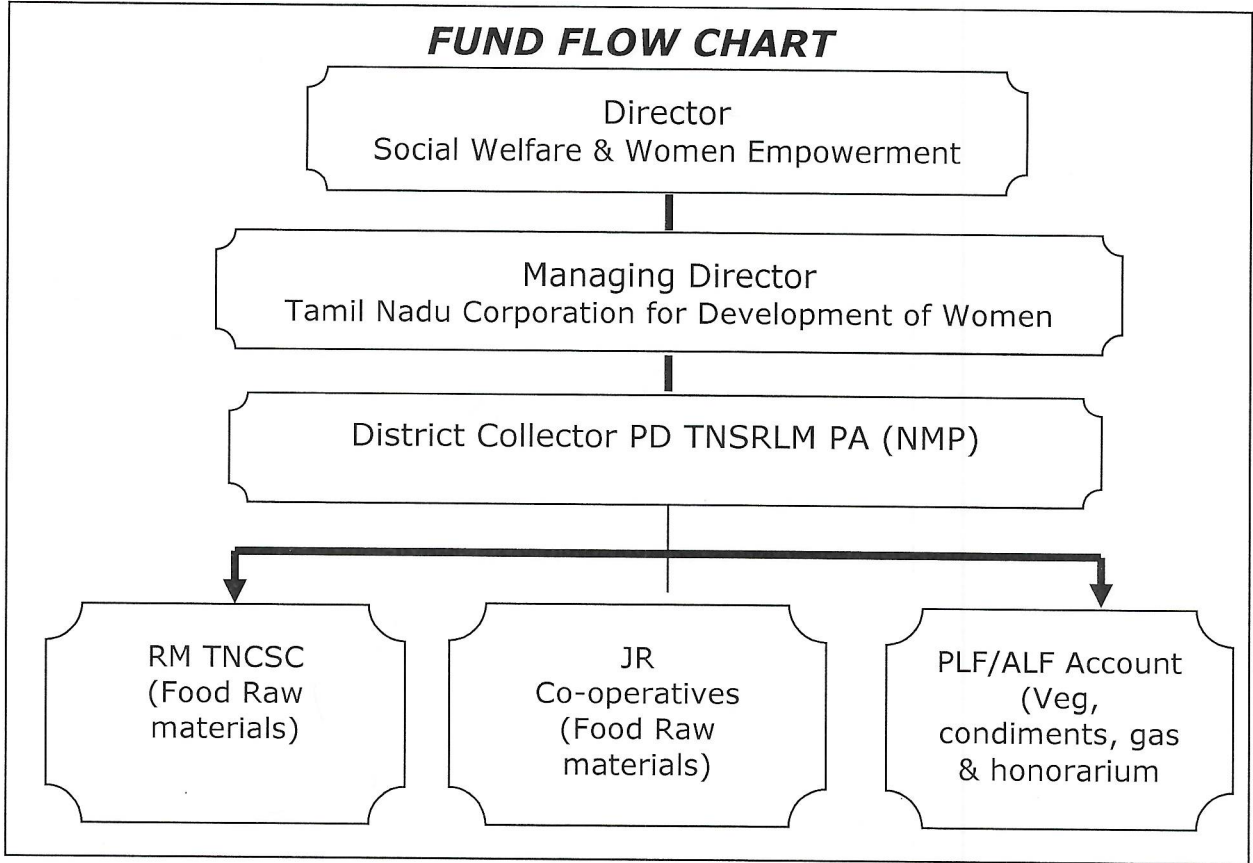 FUND FLOW CHART
Director
Social Welfare & Women Empowerment
Managing Director
Tamil Nadu Corporation for Development of Women
District Collector PD TNSRLM PA (NMP)
RM TNCSC
(Food Raw
materials)
JR
Co-operatives
(Food Raw
materials)
PLF/ALF Account
(Veg,
condiments, gas
& honorarium